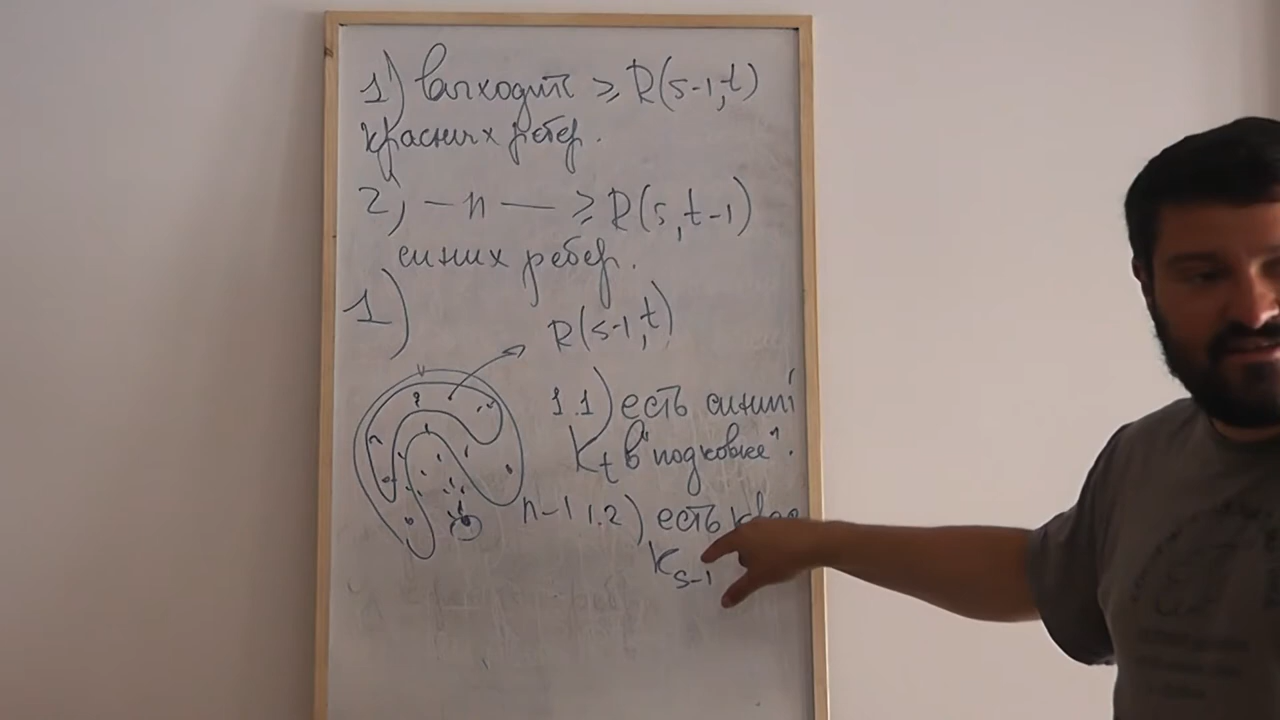 1) выходит ≥ R(s-1,t)
красных ребер.
2) —н— ≥ R(s,t-1)
синих ребер.
1)
R(s-1,t)
1.1) есть синий
K_t в "подковке".
n-1 1.2) есть
K_{s-1}